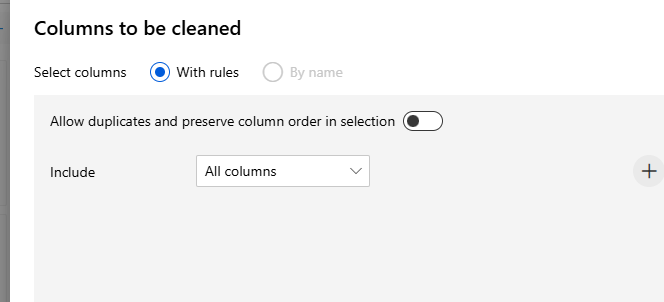 Columns to be cleaned
Select columns With rules By name
Allow duplicates and preserve column order in selection
Include All columns